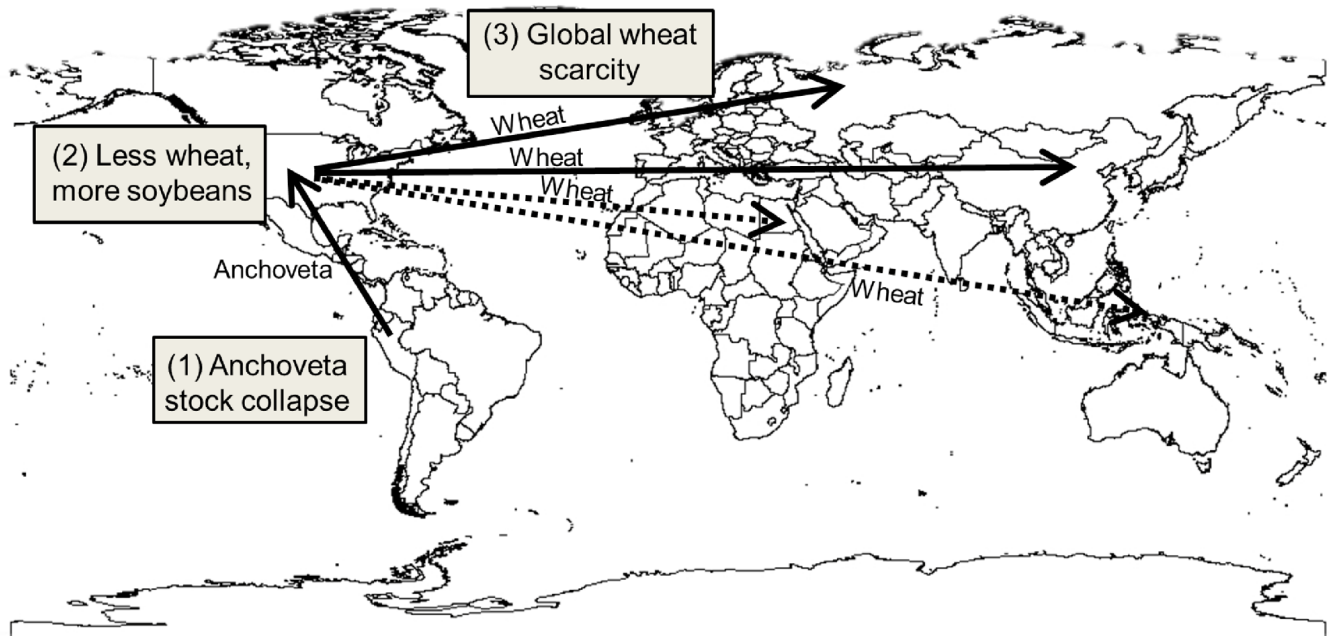 (3) Global wheat
scarcity
Wheat
(2) Less wheat,
more soybeans
Wheat
Wheat
Anchoveta
Wheat
(1) Anchoveta
stock collapse